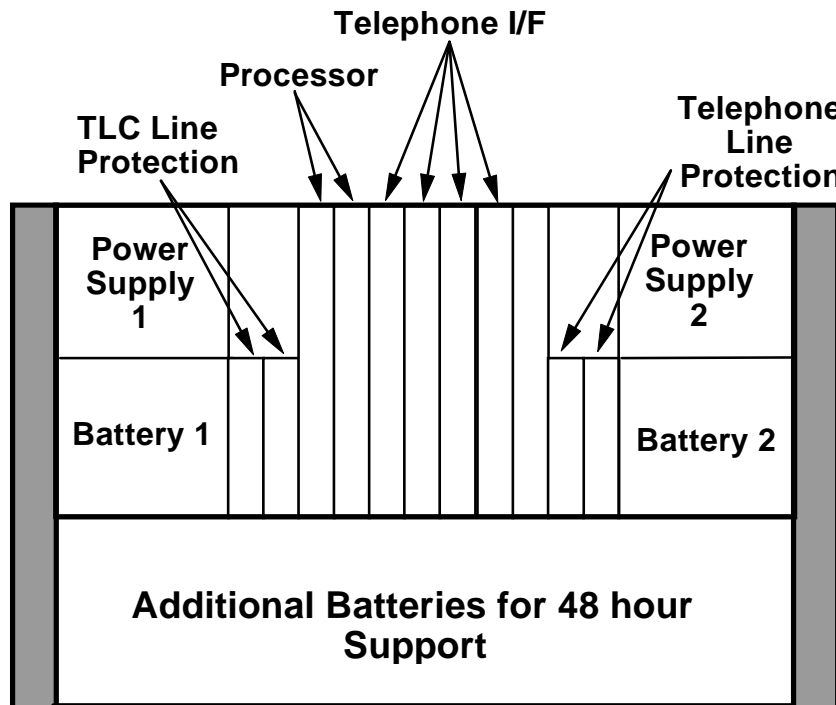 Telephone I/F
Processor
TLC Line
Protection
Telephone
Line
Protection
Power
Supply
1
Power
Supply
2
Battery 1
Battery 2
Additional Batteries for 48 hour
Support